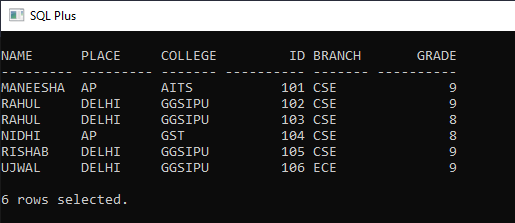 SQL Plus
NAME      PLACE     COLLEGE         ID BRANCH       GRADE
--------- --------- ------- ---------- ------- ----------
MANEESHA  AP        AITS           101 CSE              9
RAHUL     DELHI     GGSIPU         102 CSE              9
RAHUL     DELHI     GGSIPU         103 CSE              8
NIDHI     AP        GST            104 CSE              8
RISHAB    DELHI     GGSIPU         105 CSE              9
UJWAL     DELHI     GGSIPU         106 ECE              9
6 rows selected.